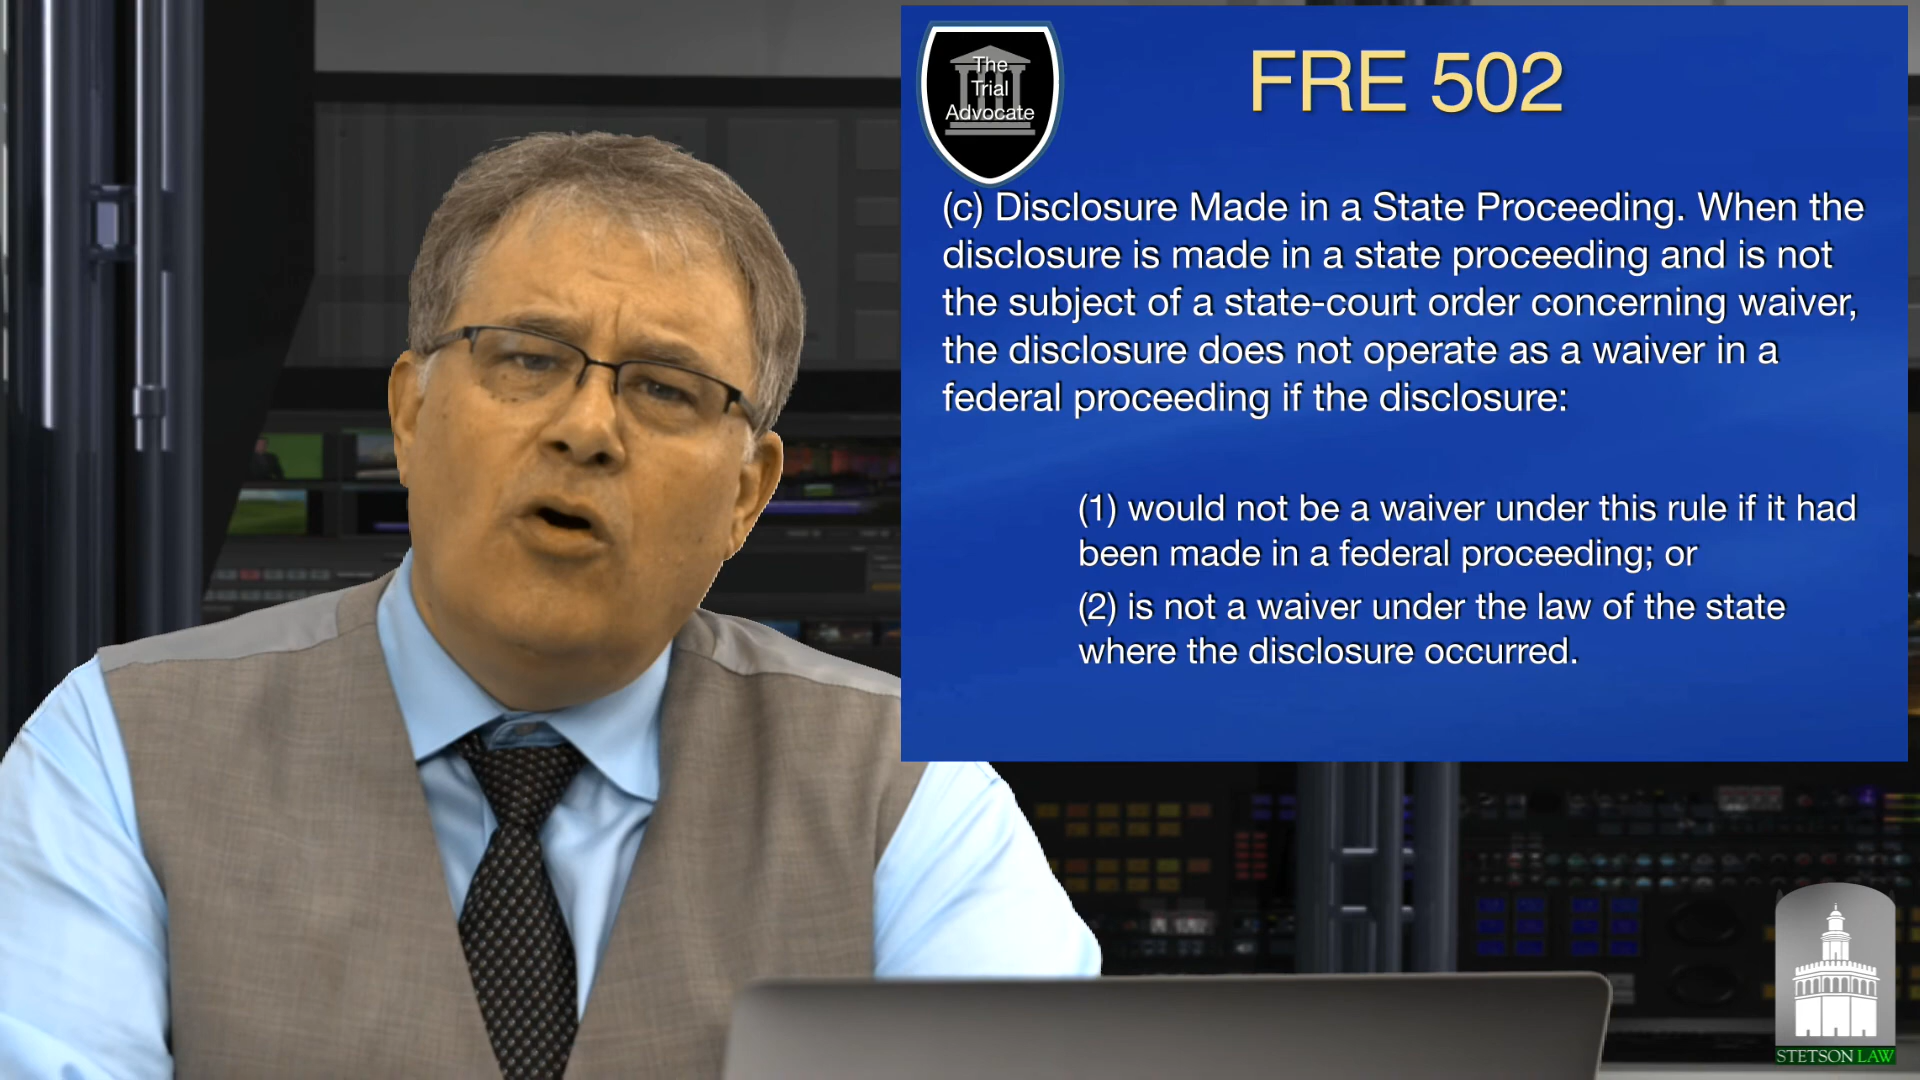 The
Trial
Advocate
FRE 502
(c) Disclosure Made in a State Proceeding. When the
disclosure is made in a state proceeding and is not
the subject of a state-court order concerning waiver,
the disclosure does not operate as a waiver in a
federal proceeding if the disclosure:
(1) would not be a waiver under this rule if it had
been made in a federal proceeding; or
(2) is not a waiver under the law of the state
where the disclosure occurred.
STETSON LAW